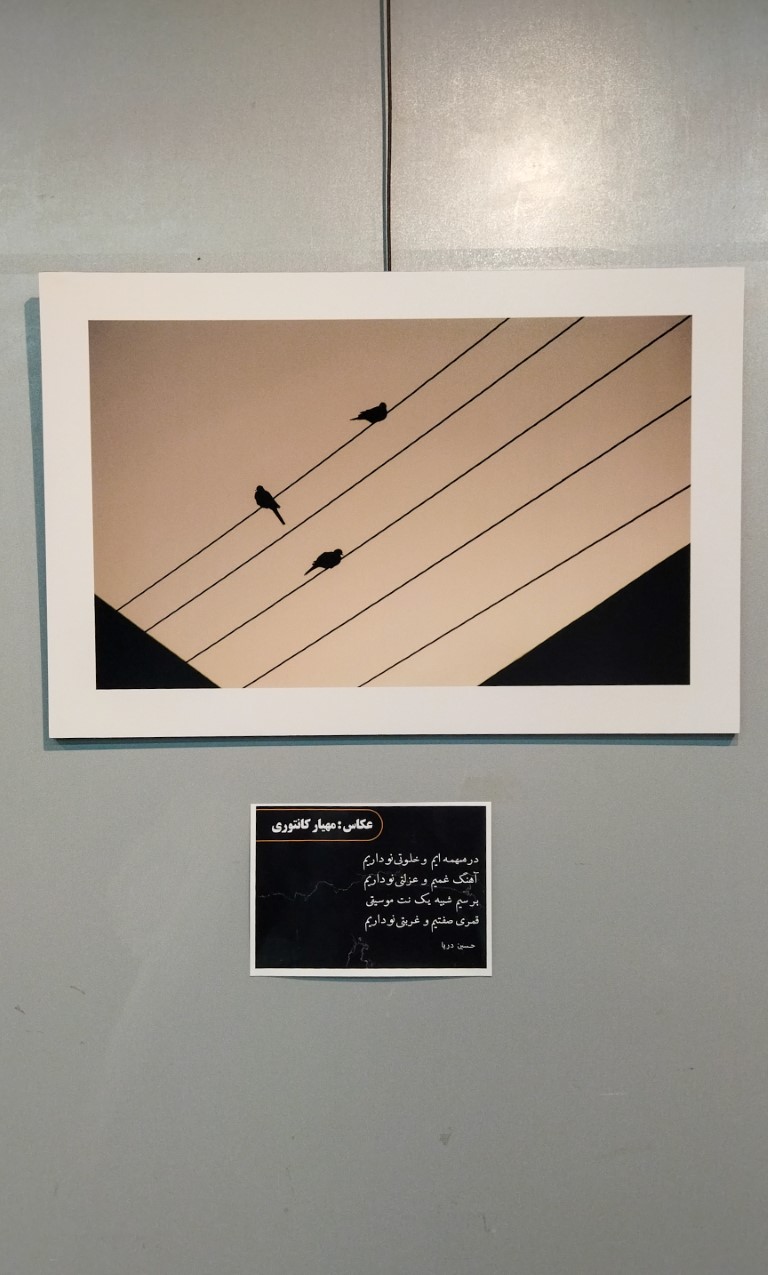 عکاس : مهیار کانتوری
در همهمه ایم و خلوتی نو داریم
آهنگ غمیم و عزلتی نو داریم
بر سیم شبیه یک نت موسیقی
قمری صفتیم و غربتی نو داریم
حسین دریا